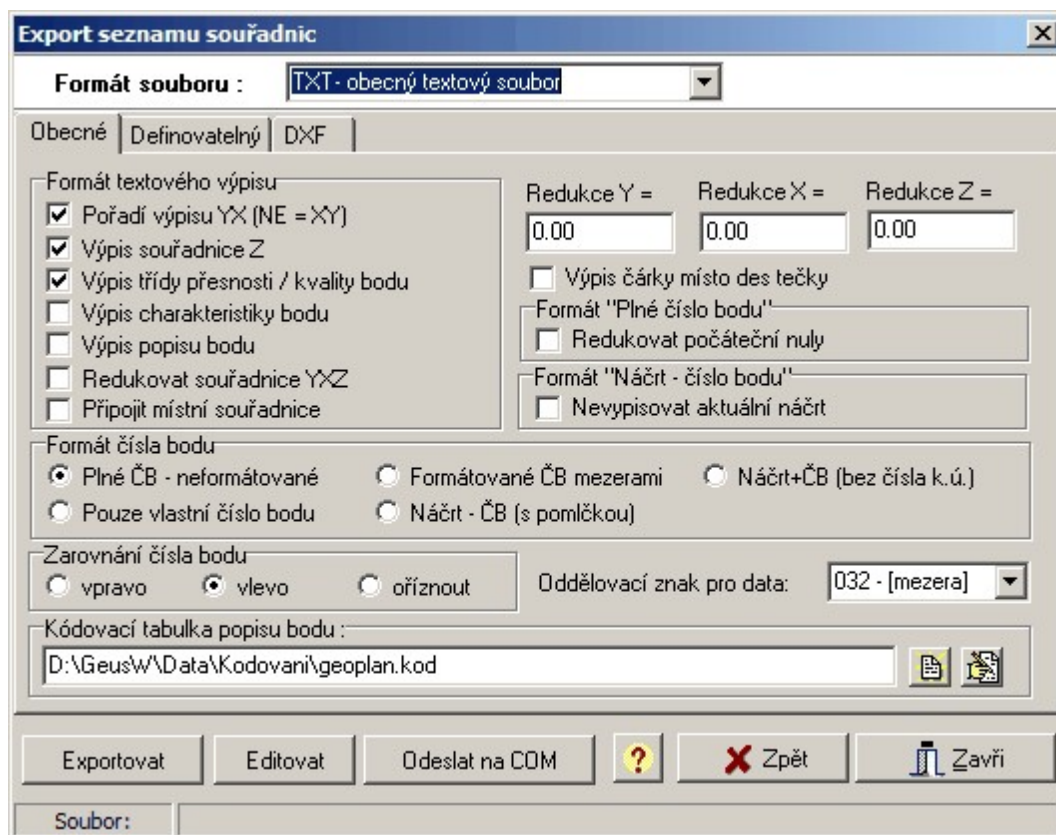 Export seznamu souřadnic
Formát souboru : TXT - obecný textový soubor
Obecné Definovatelný DXF
Formát textového výpisu
Pořadí výpisu YX (NE = XY)
Výpis souřadnice Z
Výpis třídy přesnosti / kvality bodu
Výpis charakteristiky bodu
Výpis popisu bodu
Redukovat souřadnice YXZ
Připojit místní souřadnice
Redukce Y = Redukce X = Redukce Z =
0.00 0.00 0.00
Výpis čárky místo des tečky
Formát "Plné číslo bodu"
Redukovat počáteční nuly
Formát "Náčrt - číslo bodu"
Nevypisovat aktuální náčrt
Formát čísla bodu
Plné ČB - neformátované Formátované ČB mezerami Náčrt+ČB (bez čísla k.ú.)
Pouze vlastní číslo bodu Náčrt - ČB (s pomlčkou)
Zarovnání čísla bodu
vpravo vlevo oříznout
Oddělovací znak pro data: 032 - [mezera]
Kódovací tabulka popisu bodu :
D:\GeusW\Data\Kodovani\geoplan.kod
Exportovat Editovat Odeslat na COM ? Zpět Zavři
Soubor: